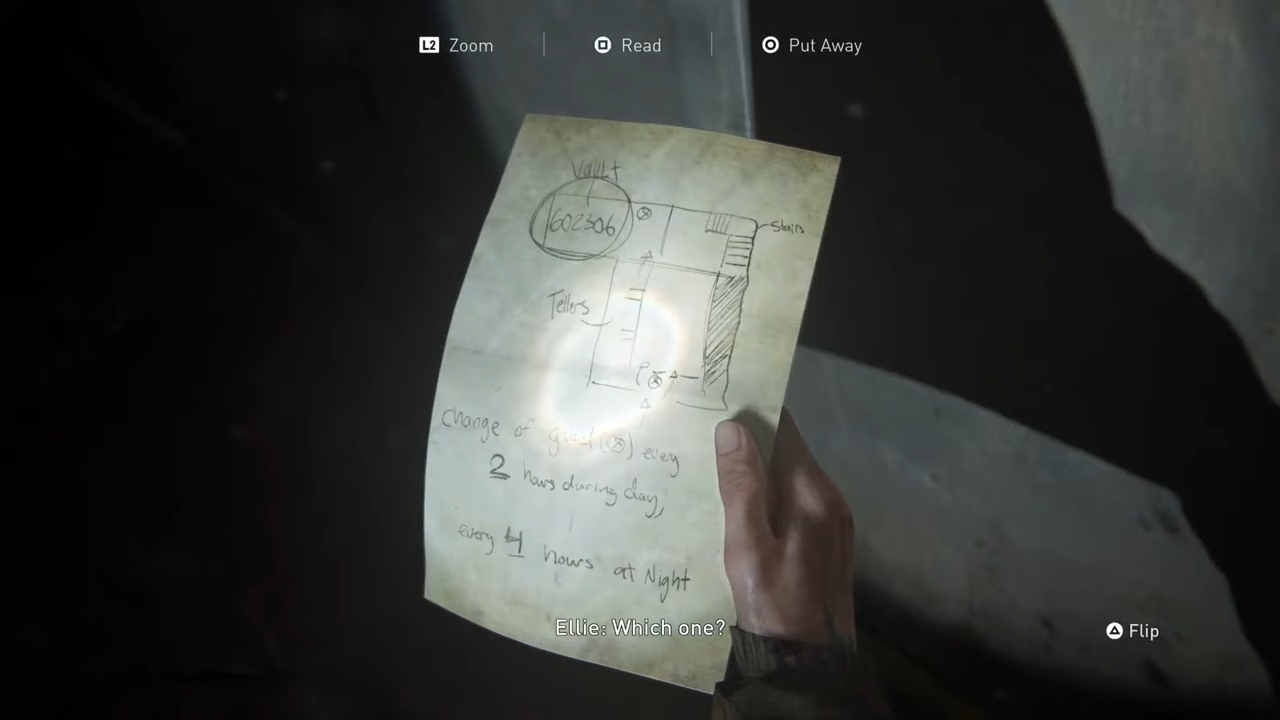 L2 Zoom
Read
Put Away
Vault
602306
Stairs
Tellers
Change of guard (⊗) every
2 hours during day,
every 4 hours at Night
Ellie: Which one?
Flip